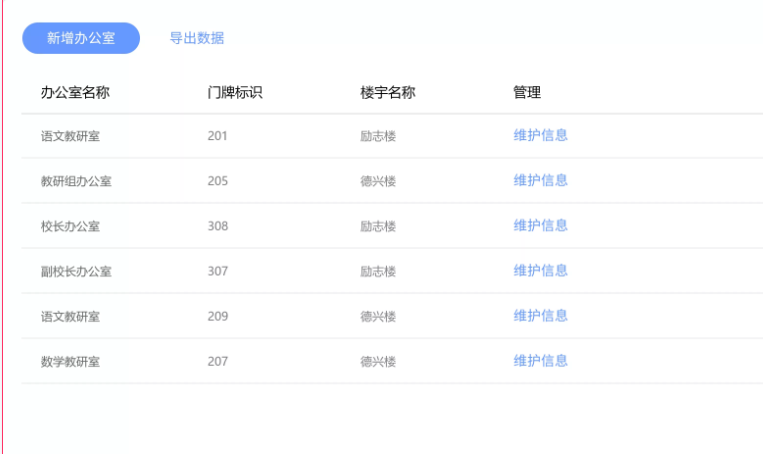 新增办公室 导出数据
办公室名称 门牌标识 楼宇名称 管理
语文教研室 201 励志楼 维护信息
教研组办公室 205 德兴楼 维护信息
校长办公室 308 励志楼 维护信息
副校长办公室 307 励志楼 维护信息
语文教研室 209 德兴楼 维护信息
数学教研室 207 德兴楼 维护信息